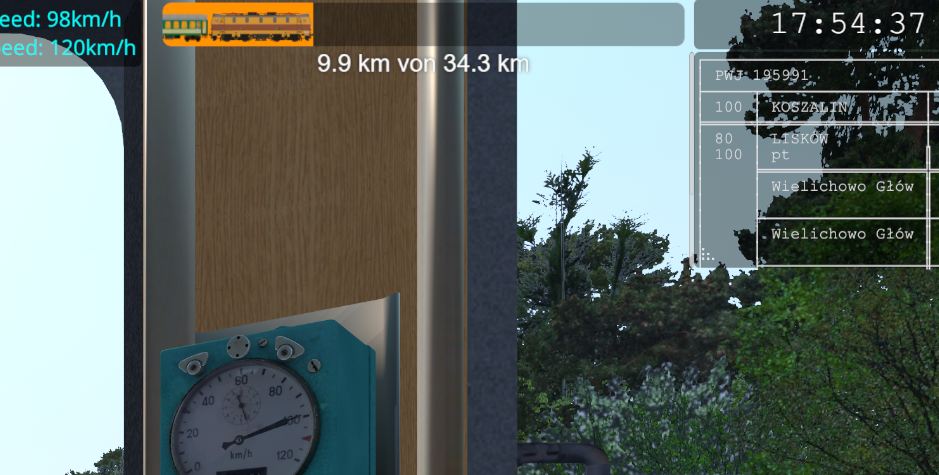 eed: 98km/h
eed: 120km/h
9.9 km von 34.3 km
17:54:37
PWJ 195991
100 KOSZALIN
80 LISKÓW
100 pt
Wielichowo Głów
Wielichowo Głów
20
40
60
80
100
120
0
km/h